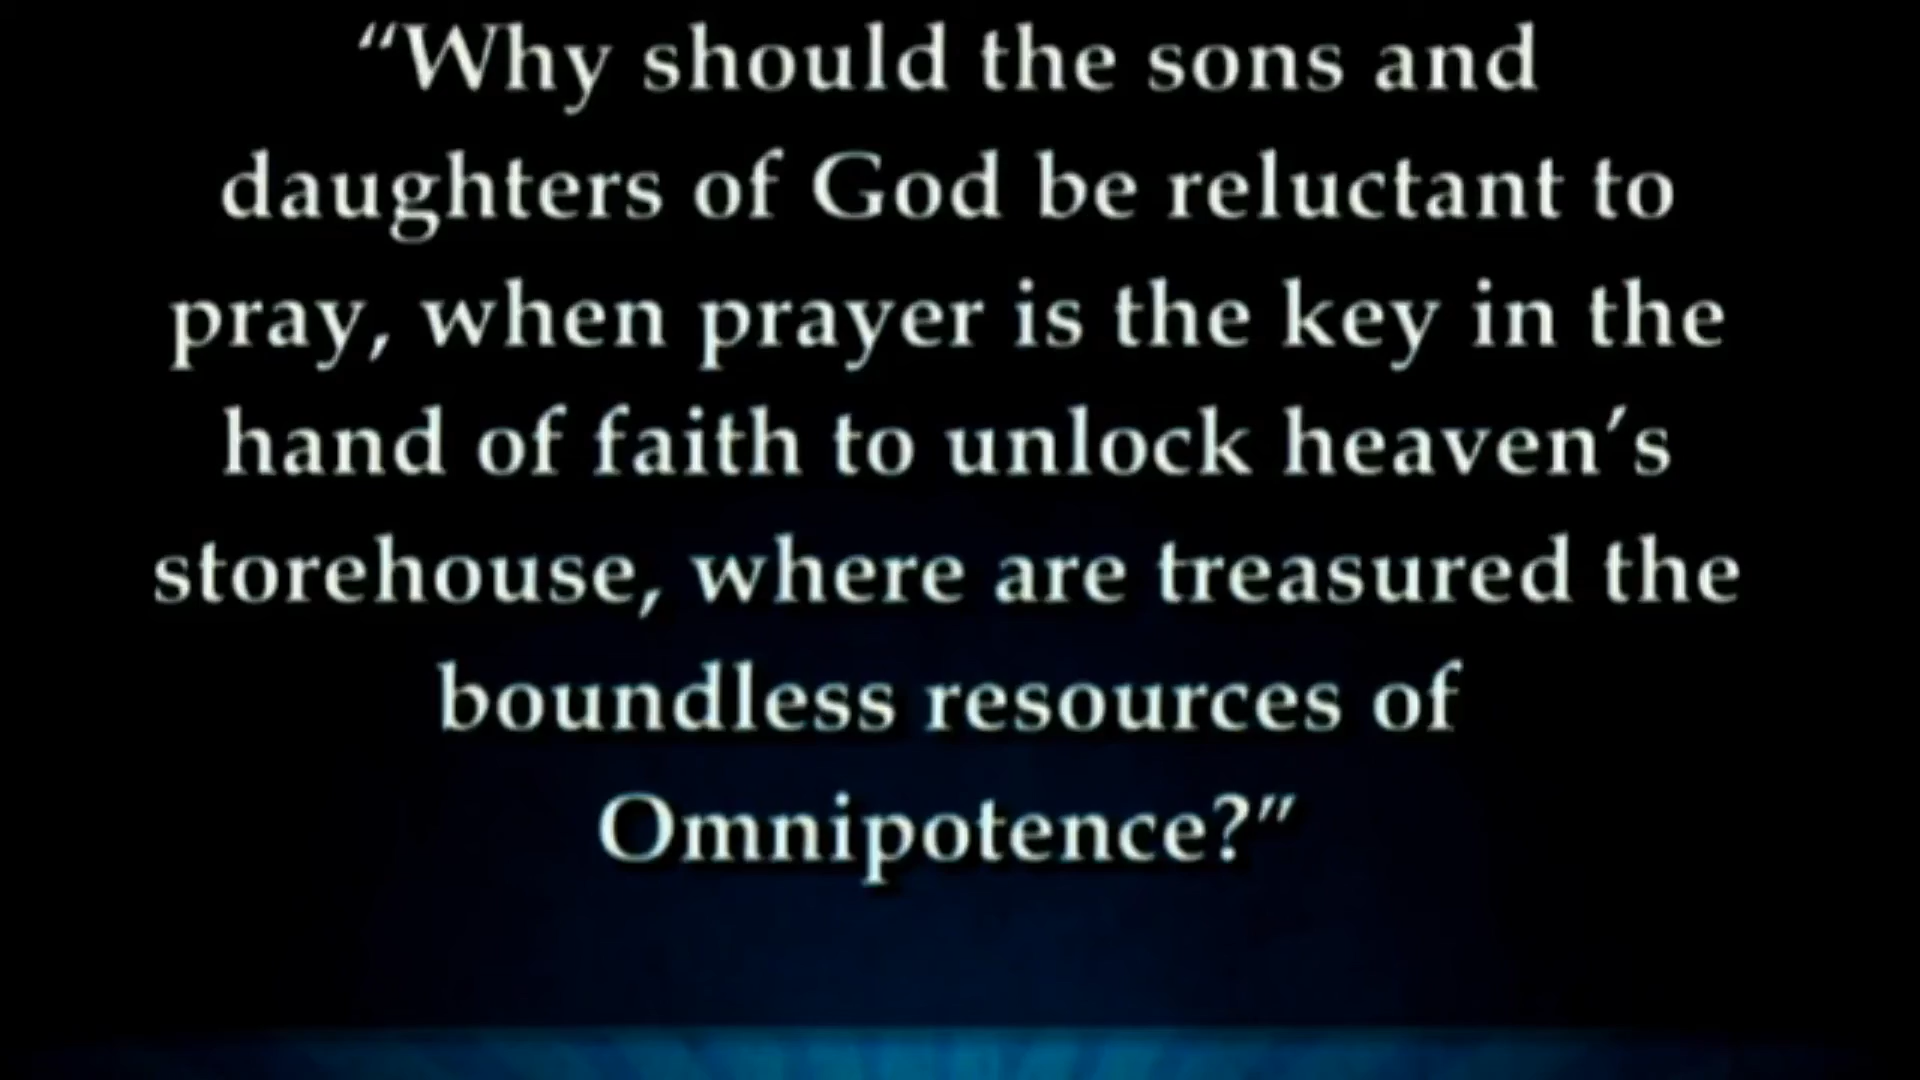 “Why should the sons and
daughters of God be reluctant to
pray, when prayer is the key in the
hand of faith to unlock heaven’s
storehouse, where are treasured the
boundless resources of
Omnipotence?”